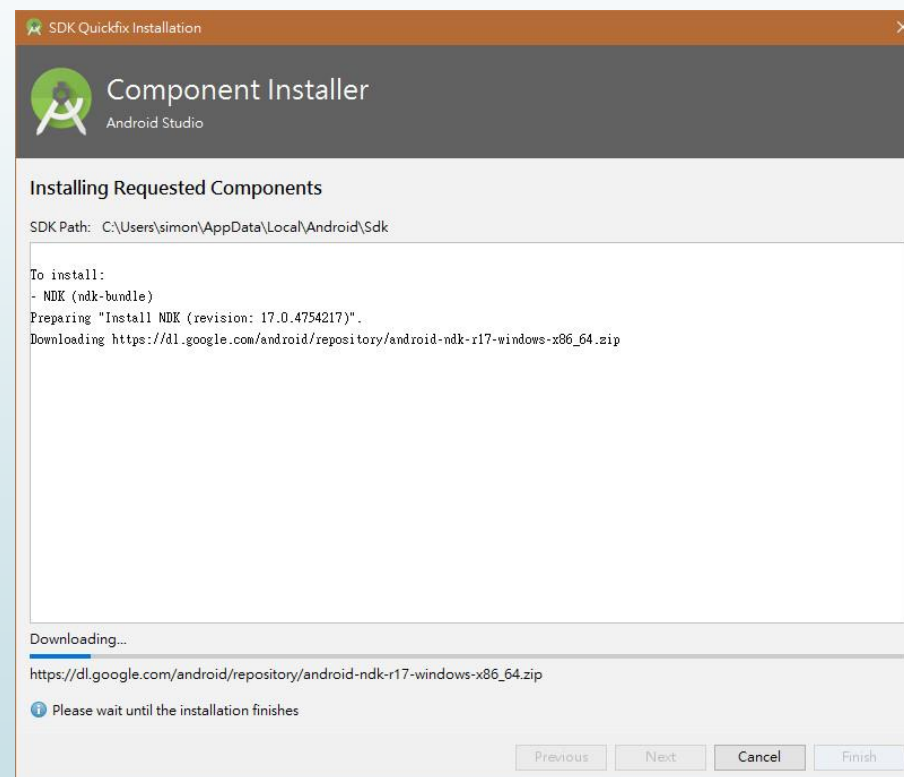 SDK Quickfix Installation
Component Installer
Android Studio
Installing Requested Components
SDK Path: C:\Users\simon\AppData\Local\Android\Sdk
To install:
- NDK (ndk-bundle)
Preparing "Install NDK (revision: 17.0.4754217)".
Downloading https://dl.google.com/android/repository/android-ndk-r17-windows-x86_64.zip
Downloading...
https://dl.google.com/android/repository/android-ndk-r17-windows-x86_64.zip
Please wait until the installation finishes
Previous Next Cancel Finish